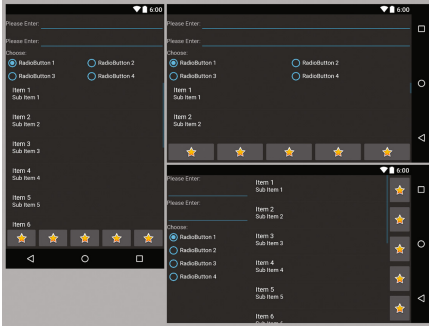 6:00
Please Enter:
Please Enter:
Choose:
RadioButton 1 RadioButton 2
RadioButton 3 RadioButton 4
Item 1
Sub Item 1
Item 2
Sub Item 2
Item 3
Sub Item 3
Item 4
Sub Item 4
Item 5
Sub Item 5
Item 6
6:00
Please Enter:
Please Enter:
Choose:
RadioButton 1 RadioButton 2
RadioButton 3 RadioButton 4
Item 1
Sub Item 1
Item 2
Sub Item 2
6:00
Please Enter:
Please Enter:
Choose:
RadioButton 1
RadioButton 2
RadioButton 3
RadioButton 4
Item 1
Sub Item 1
Item 2
Sub Item 2
Item 3
Sub Item 3
Item 4
Sub Item 4
Item 5
Sub Item 5
Item 6